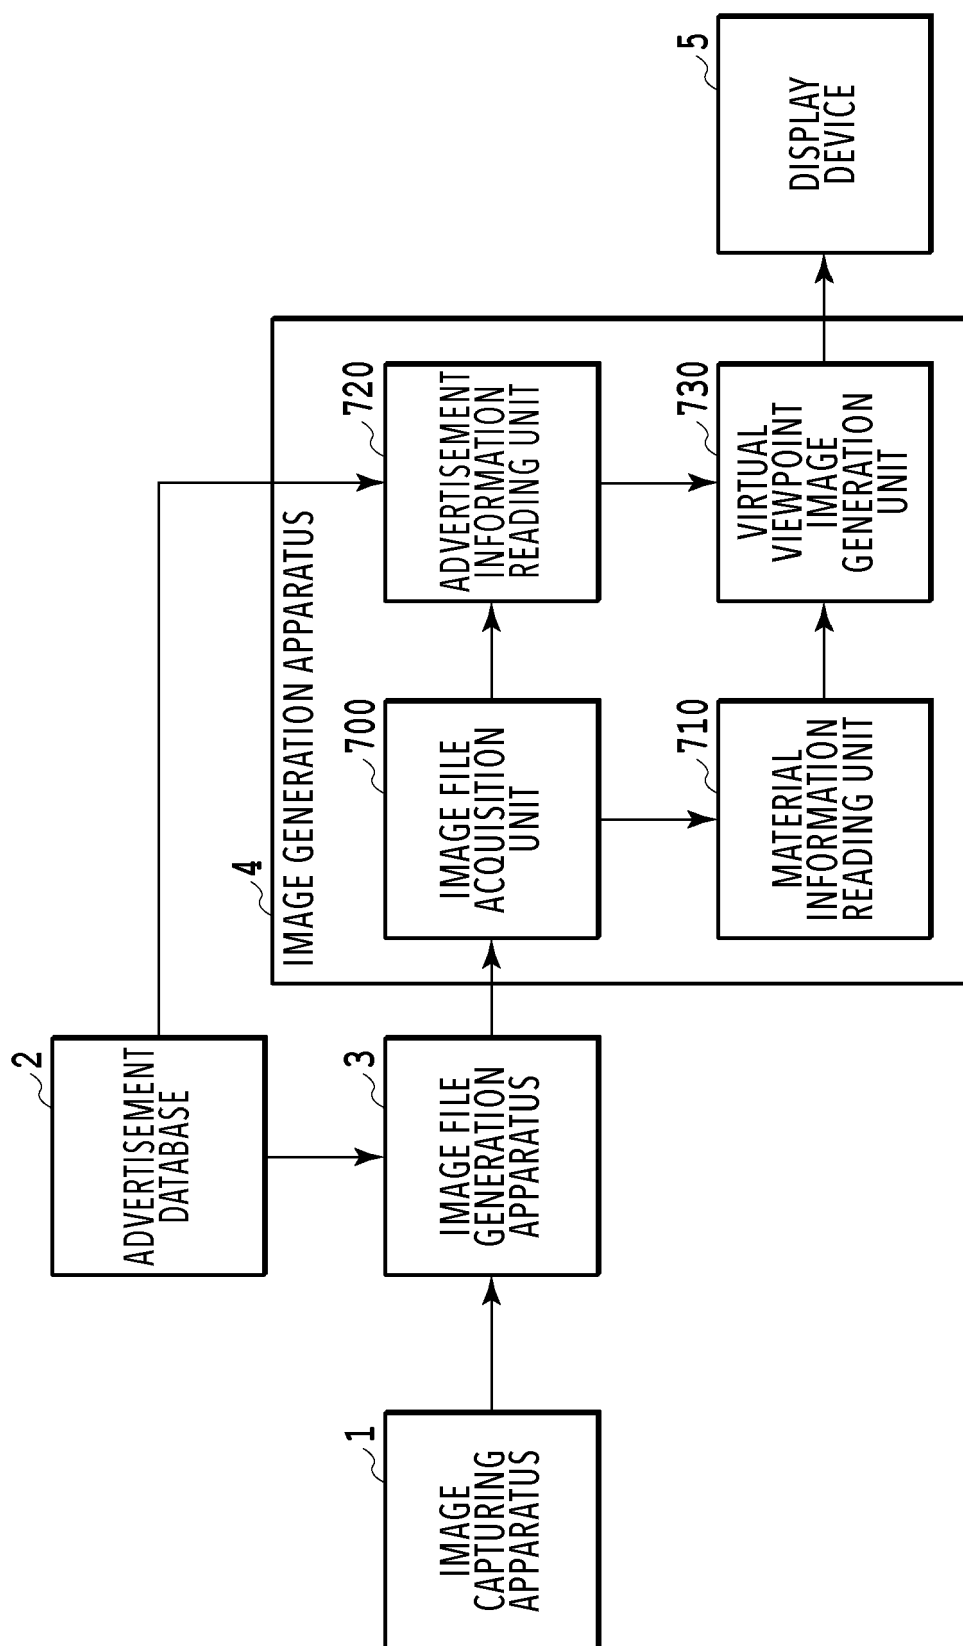 2
ADVERTISEMENT
DATABASE
1
IMAGE
CAPTURING
APPARATUS
3
IMAGE FILE
GENERATION
APPARATUS
4
IMAGE GENERATION APPARATUS
700
IMAGE FILE
ACQUISITION
UNIT
720
ADVERTISEMENT
INFORMATION
READING UNIT
710
MATERIAL
INFORMATION
READING UNIT
730
VIRTUAL
VIEWPOINT
IMAGE
GENERATION
UNIT
5
DISPLAY
DEVICE